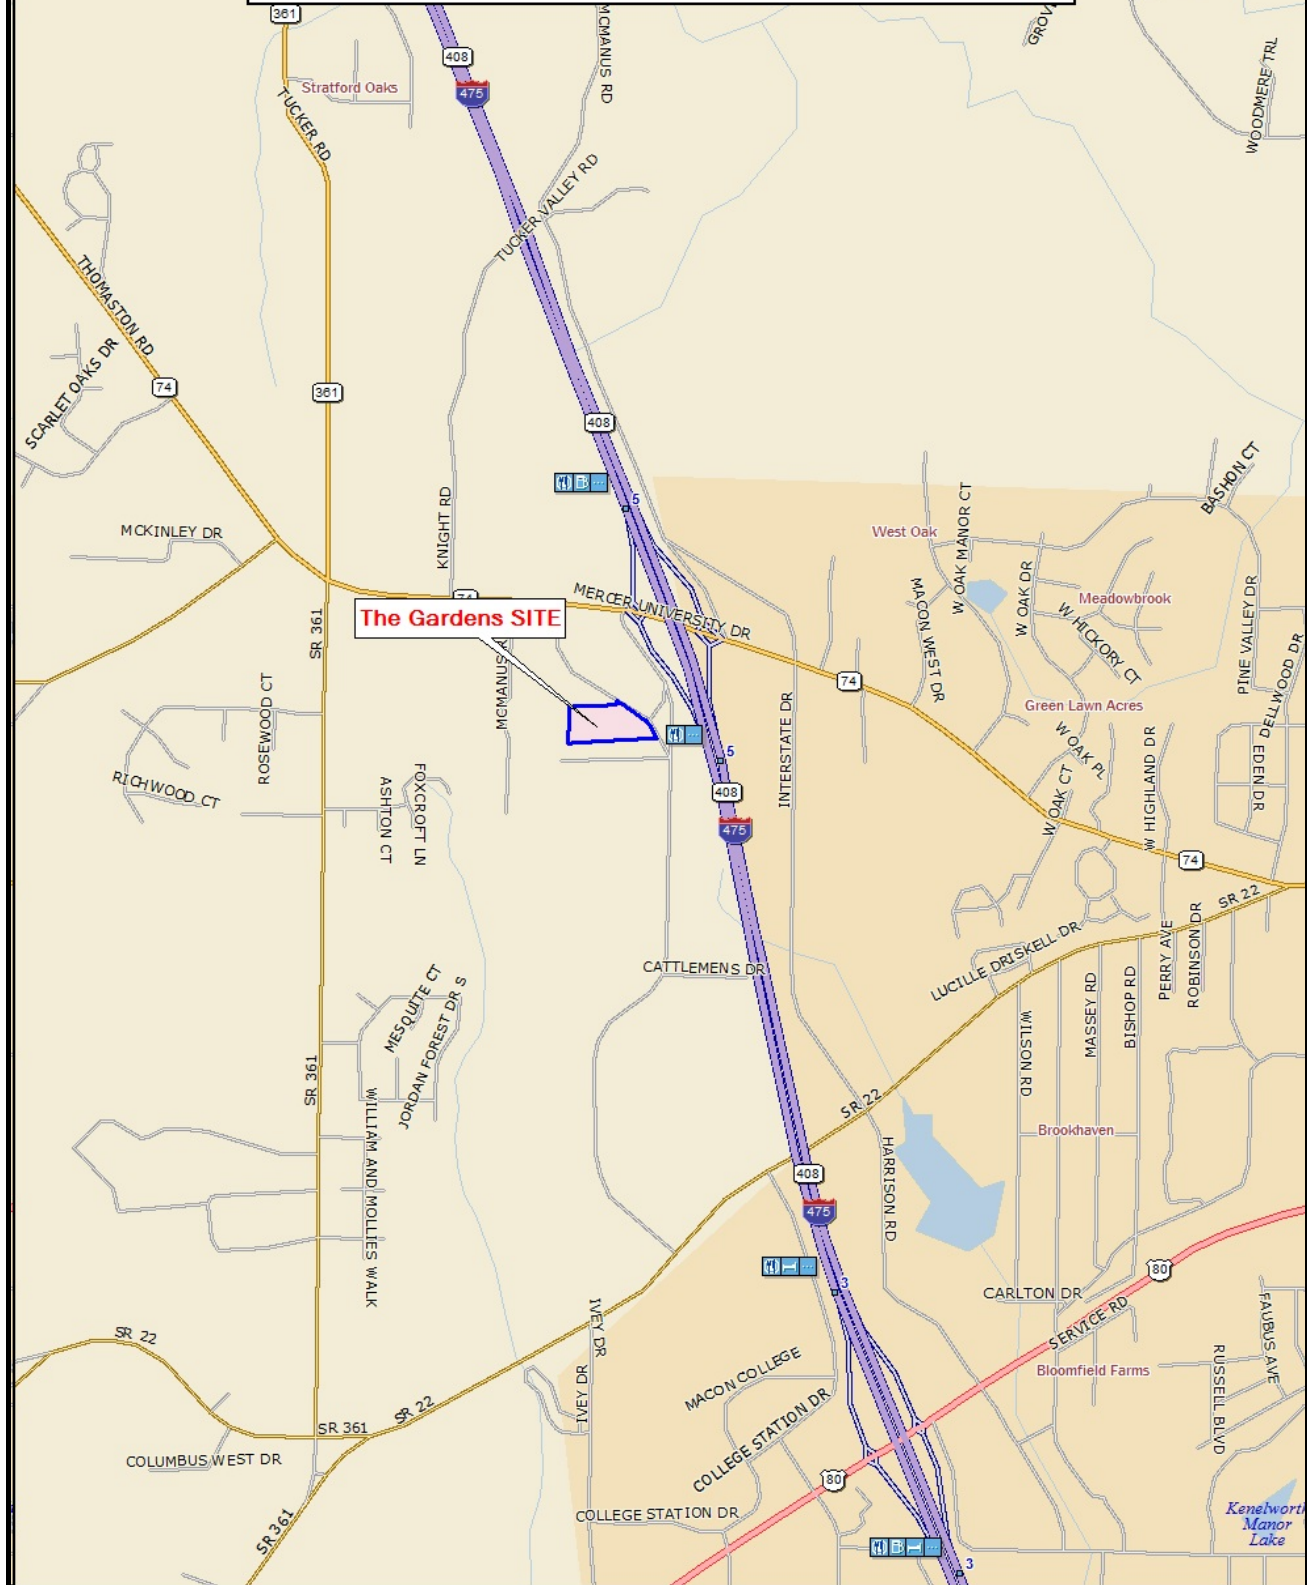 361
408
475
MCMANUS RD
WOODMERE TRL
Stratford Oaks
TUCKER RD
TUCKER VALLEY RD
THOMASTON RD
SCARLET OAKS DR
74
361
408
5
MCKINLEY DR
KNIGHT RD
74
MERCER UNIVERSITY DR
The Gardens SITE
SR 361
West Oak
W OAK MANOR CT
BASHON CT
W OAK DR
Meadowbrook
MACON WEST DR
W HICKORY CT
PINE VALLEY DR
DELLWOOD DR
74
Green Lawn Acres
ROSEWOOD CT
INTERSTATE DR
W OAK PL
W HIGHLAND DR
EDEN DR
5
408
475
RICHWOOD CT
ASHTON CT
FOXCROFT LN
W OAK CT
74
SR 22
PERRY AVE
ROBINSON DR
LUCILLE DRISKELL DR
CATTLEMENS DR
MESQUITE CT
JORDAN FOREST DR S
WILSON RD
MASSEY RD
BISHOP RD
SR 361
SR 22
Brookhaven
WILLIAM AND MOLLIES WALK
HARRISON RD
408
475
80
3
CARLTON DR
SERVICE RD
FAUBUS AVE
SR 22
IVEY DR
IVEY DR
MACON COLLEGE
Bloomfield Farms
RUSSELL BLVD
SR 361
SR 22
COLLEGE STATION DR
COLUMBUS WEST DR
80
COLLEGE STATION DR
SR 361
Manor
Lake
3